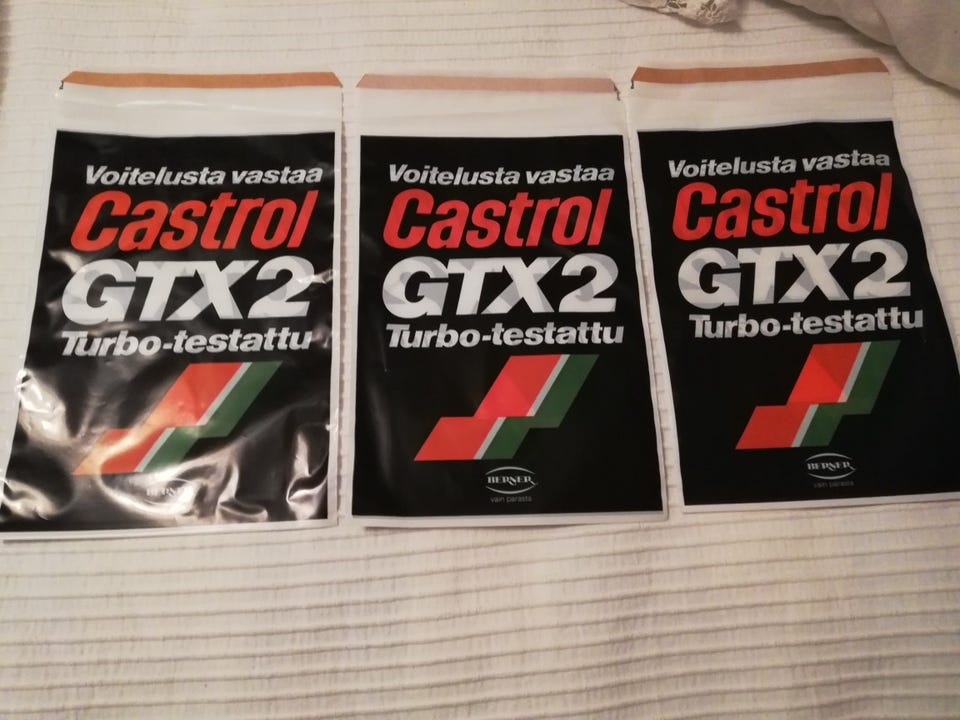 Voitelusta vastaa
Castrol
GTX2
Turbo-testattu
BERNER
Voitelusta vastaa
Castrol
GTX2
Turbo-testattu
BERNER
vain parasta
Voitelusta vastaa
Castrol
GTX2
Turbo-testattu
BERNER
vain parasta